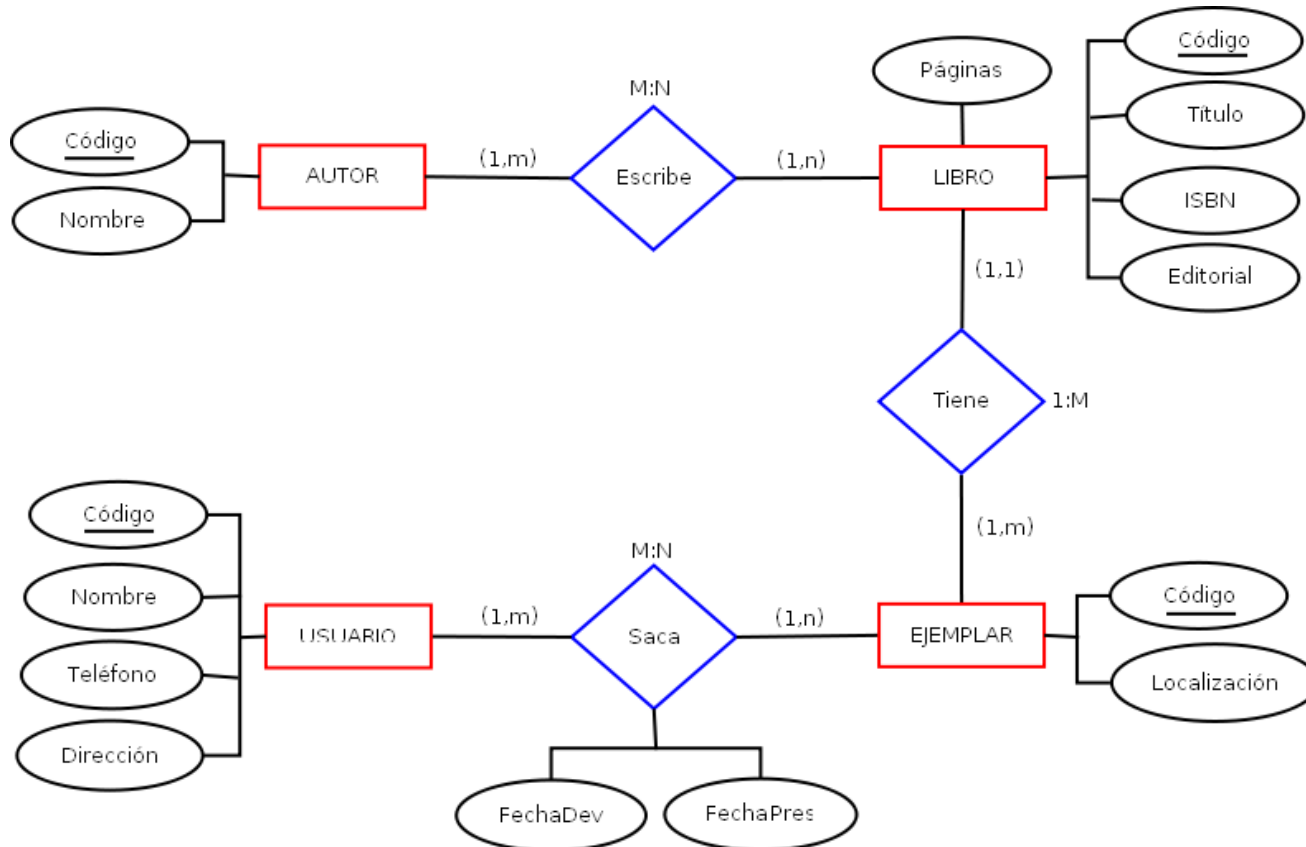 Código
Páginas
M:N
Título
Código
(1,m)
(1,n)
AUTOR
Escribe
LIBRO
ISBN
Nombre
(1,1)
Editorial
Tiene
1:M
Código
(1,m)
M:N
Nombre
Código
(1,m)
(1,n)
USUARIO
Saca
EJEMPLAR
Teléfono
Localización
Dirección
FechaDev
FechaPres